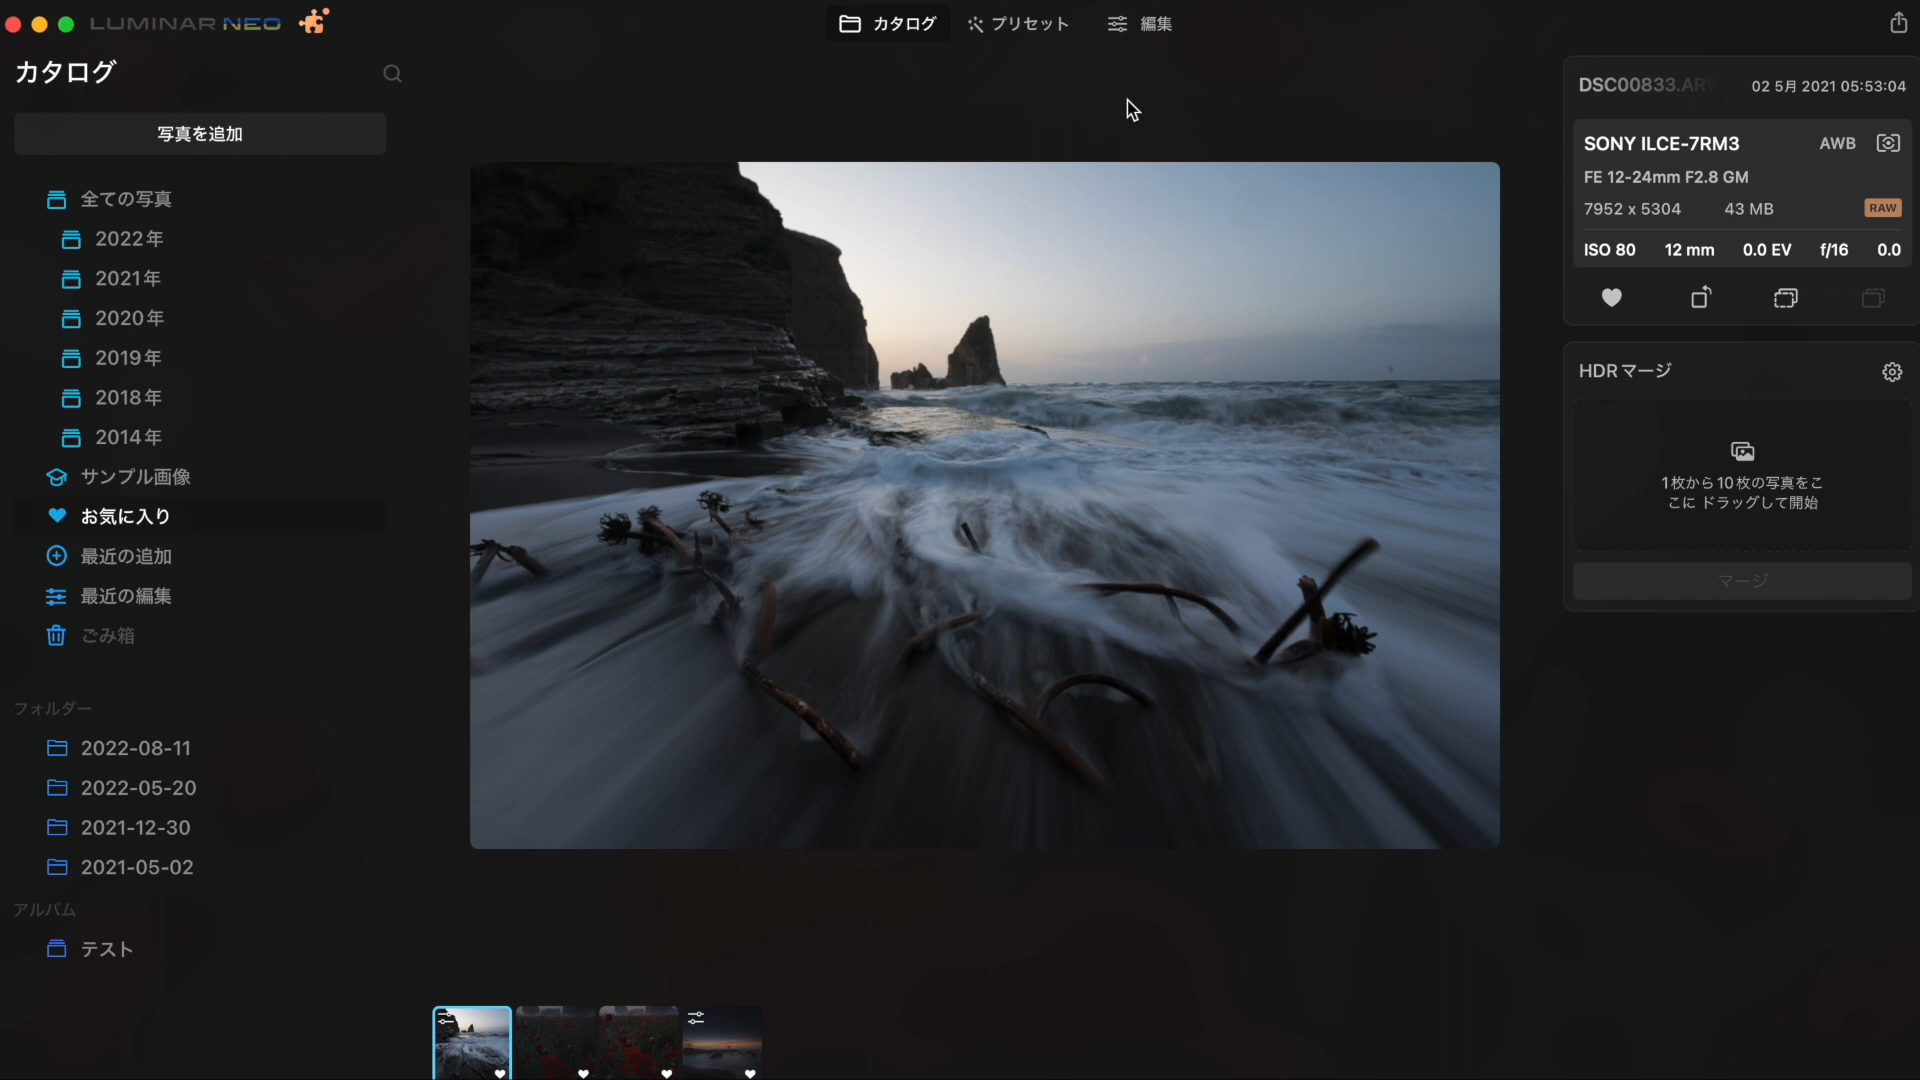 LUMINAR NEO
カタログ
プリセット
編集
カタログ
写真を追加
全ての写真
2022年
2021年
2020年
2019年
2018年
2014年
サンプル画像
お気に入り
最近の追加
最近の編集
ごみ箱
フォルダー
2022-08-11
2022-05-20
2021-12-30
2021-05-02
アルバム
テスト
DSC00833.ARW 02 5月 2021 05:53:04
SONY ILCE-7RM3 AWB
FE 12-24mm F2.8 GM
7952 x 5304 43 MB RAW
ISO 80 12 mm 0.0 EV f/16 0.0
HDRマージ
1枚から10枚の写真をこ
こに ドラッグして開始
マージ